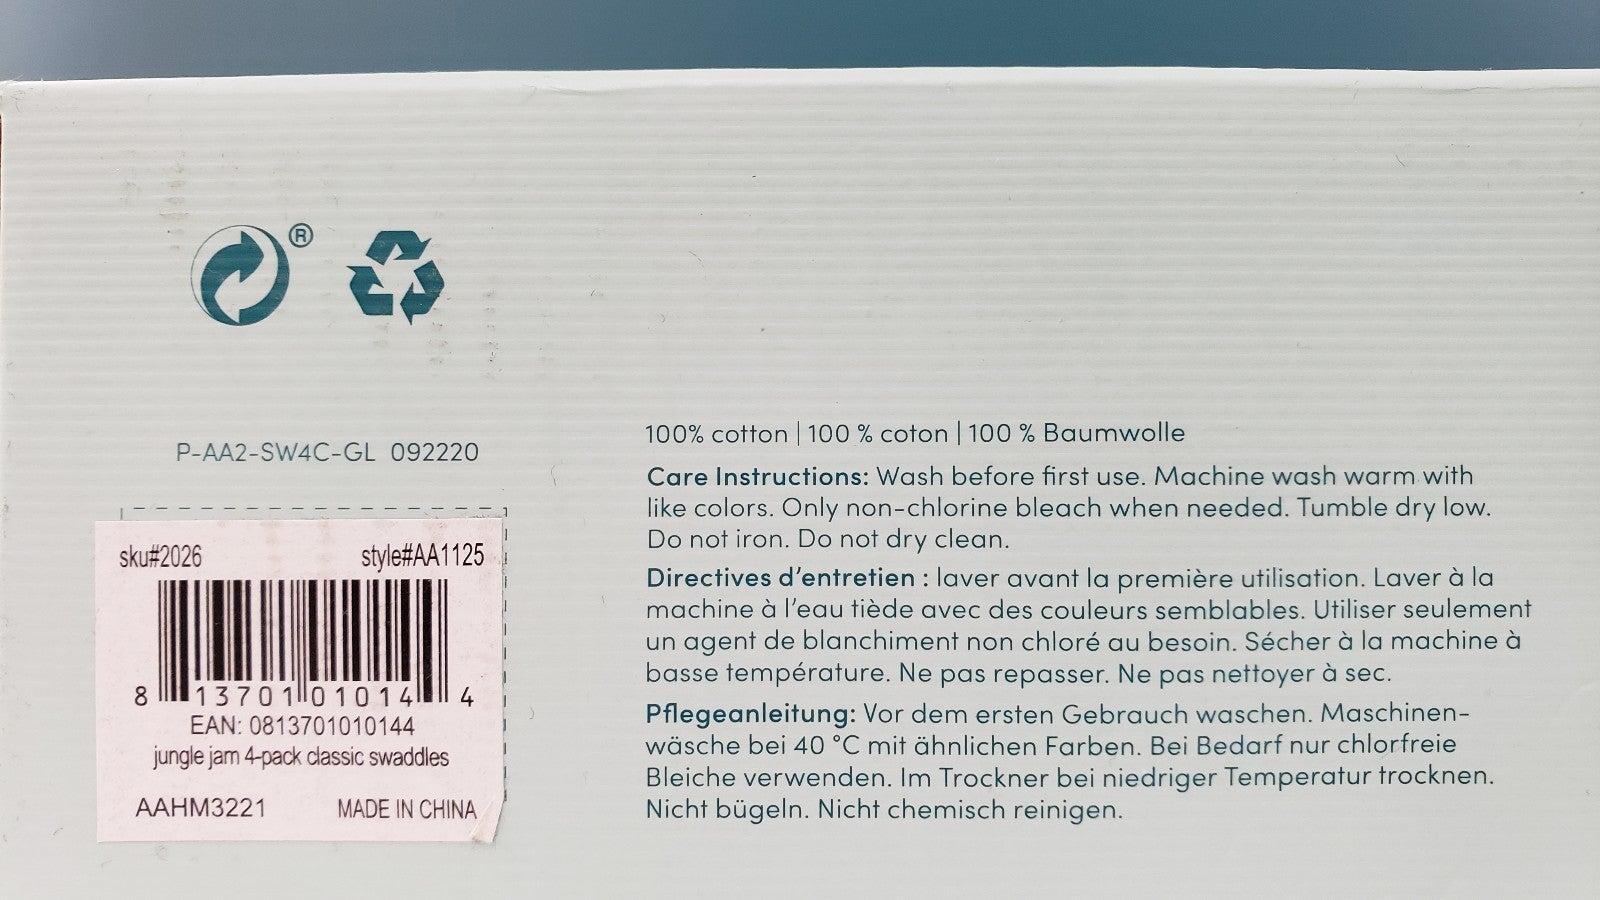 ®
P-AA2-SW4C-GL 092220
sku#2026 style#AA1125
8 13701 01014 4
EAN: 0813701010144
jungle jam 4-pack classic swaddles
AAHM3221 MADE IN CHINA
100% cotton | 100 % coton | 100 % Baumwolle
Care Instructions: Wash before first use. Machine wash warm with
like colors. Only non-chlorine bleach when needed. Tumble dry low.
Do not iron. Do not dry clean.
Directives d’entretien : laver avant la première utilisation. Laver à la
machine à l’eau tiède avec des couleurs semblables. Utiliser seulement
un agent de blanchiment non chloré au besoin. Sécher à la machine à
basse température. Ne pas repasser. Ne pas nettoyer à sec.
Pflegeanleitung: Vor dem ersten Gebrauch waschen. Maschinen-
wäsche bei 40 °C mit ähnlichen Farben. Bei Bedarf nur chlorfreie
Bleiche verwenden. Im Trockner bei niedriger Temperatur trocknen.
Nicht bügeln. Nicht chemisch reinigen.